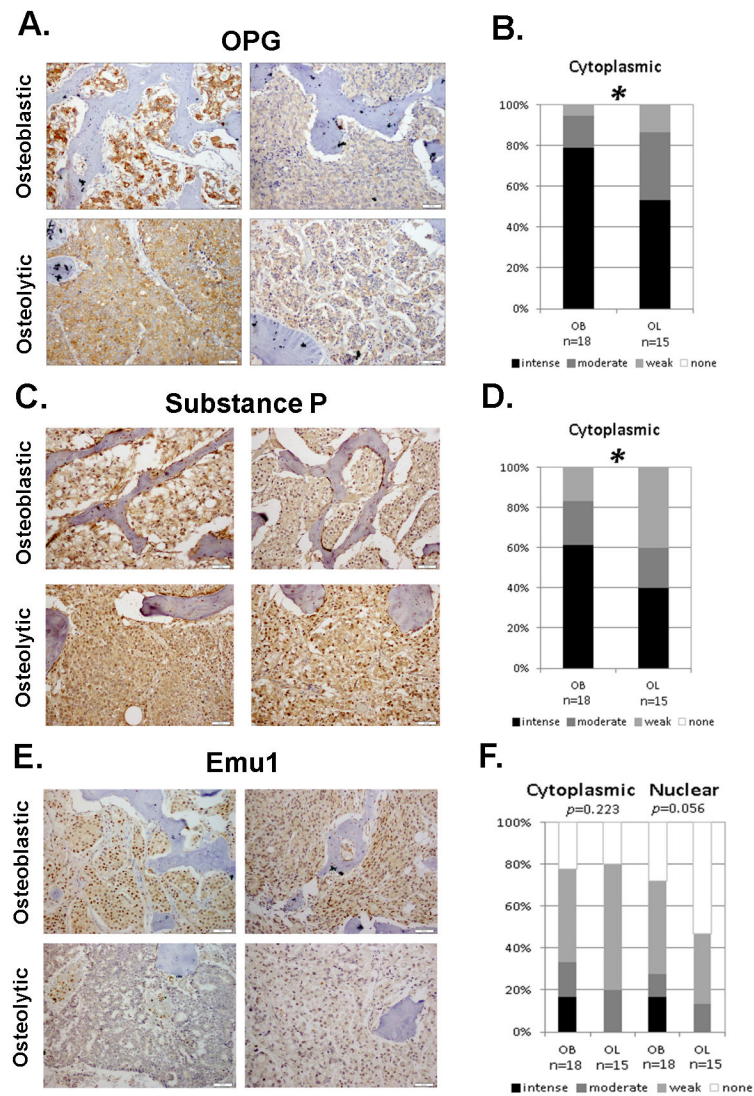 A.
OPG
Osteoblastic
Osteolytic
B.
Cytoplasmic
*
100%
80%
60%
40%
20%
0%
OB OL
n=18 n=15
intense moderate weak none
C.
Substance P
Osteoblastic
Osteolytic
D.
Cytoplasmic
*
100%
80%
60%
40%
20%
0%
OB OL
n=18 n=15
intense moderate weak none
E.
Emu1
Osteoblastic
Osteolytic
F.
Cytoplasmic Nuclear
p=0.223 p=0.056
100%
80%
60%
40%
20%
0%
OB OL OB OL
n=18 n=15 n=18 n=15
intense moderate weak none